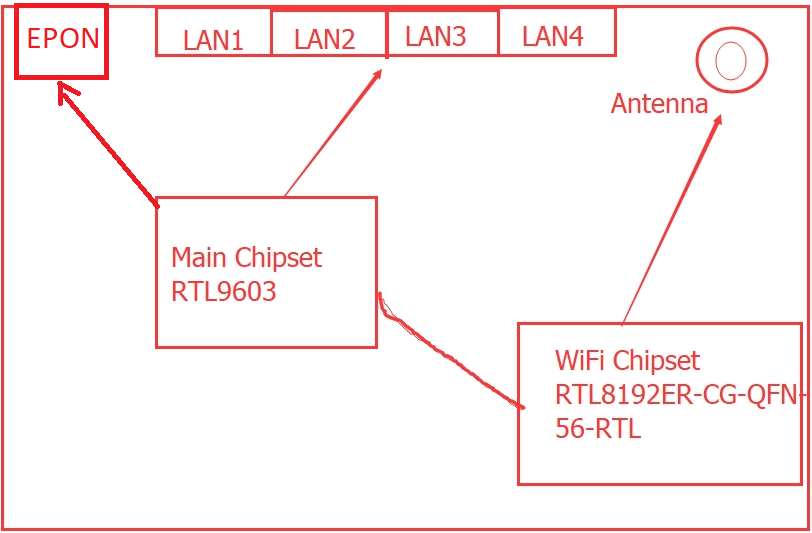 EPON
LAN1
LAN2
LAN3
LAN4
Antenna
Main Chipset
RTL9603
WiFi Chipset
RTL8192ER-CG-QFN-
56-RTL